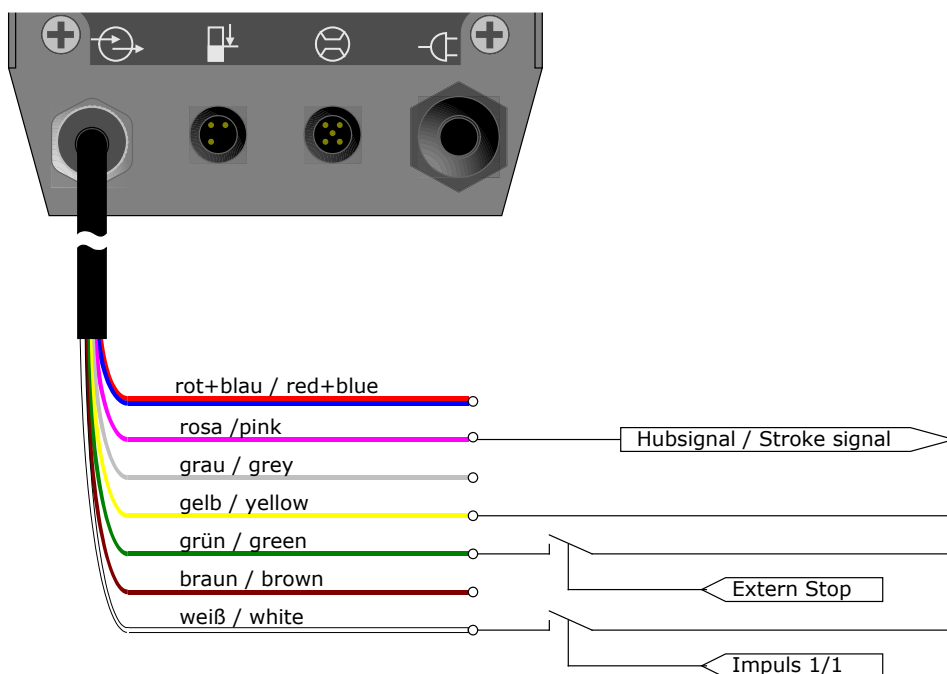 rot+blau / red+blue
rosa /pink
Hubsignal / Stroke signal
grau / grey
gelb / yellow
grün / green
braun / brown
Extern Stop
weiß / white
Impuls 1/1